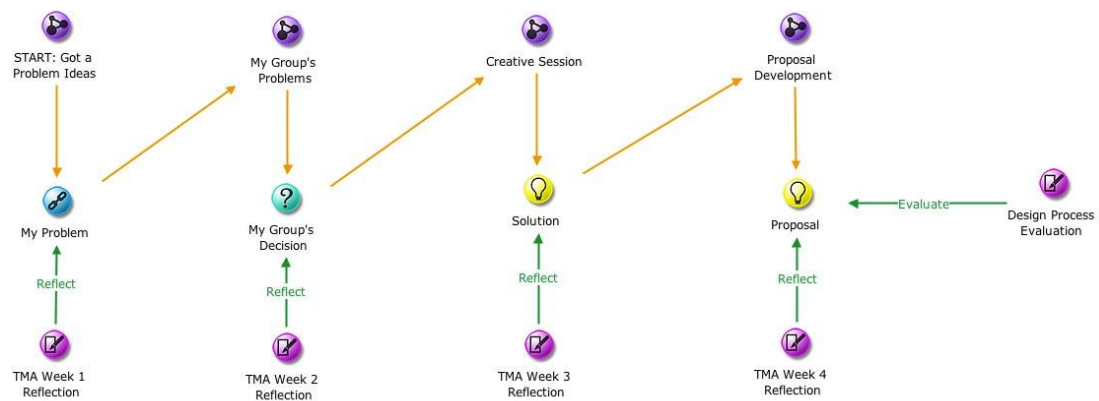 START: Got a
Problem Ideas
My Group's
Problems
Creative Session
Proposal
Development
My Problem
?
My Group's
Decision
Solution
Proposal
Evaluate
Design Process
Evaluation
Reflect
Reflect
Reflect
Reflect
TMA Week 1
Reflection
TMA Week 2
Reflection
TMA Week 3
Reflection
TMA Week 4
Reflection